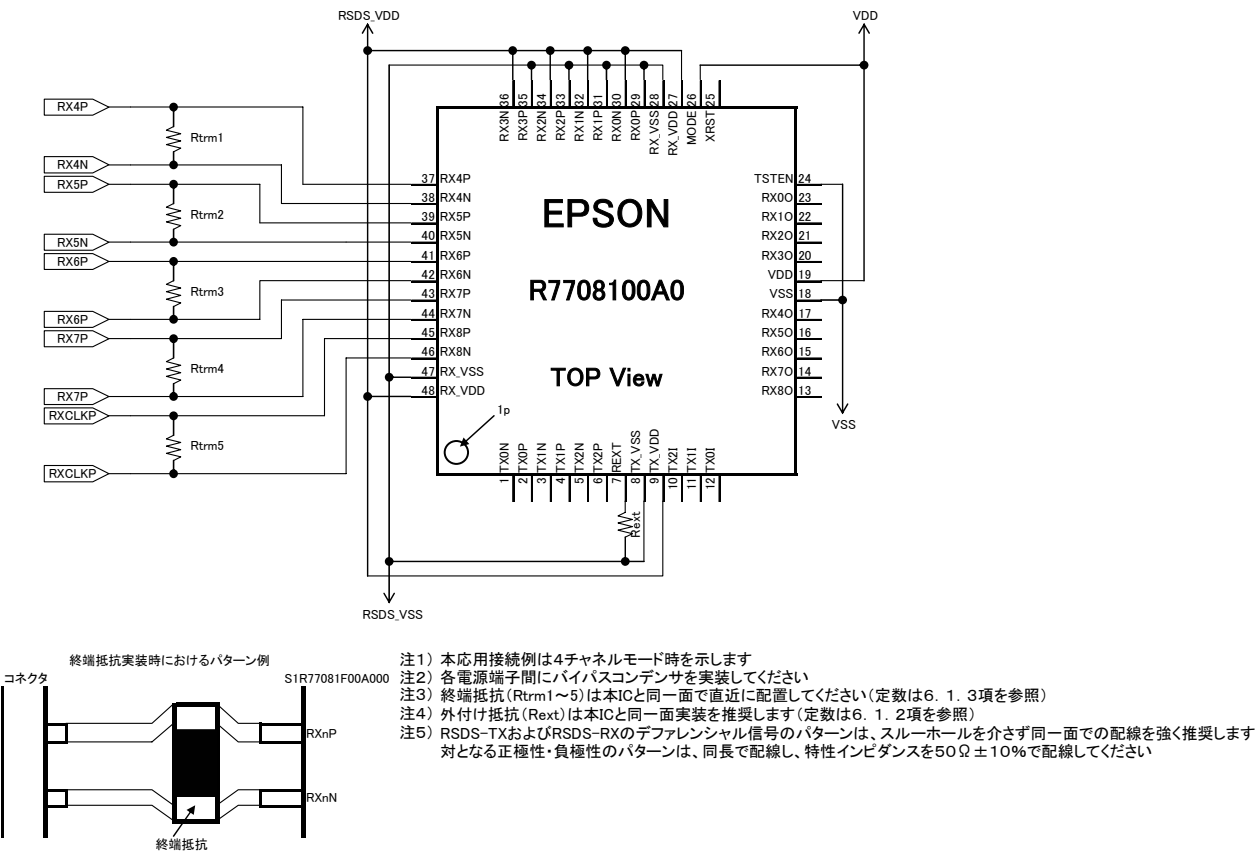 RSDS_VDD
VDD
RX3N 36
RX3P 35
RX2N 34
RX2P 33
RX1N 32
RX1P 31
RX0N 30
RX0P 29
RX_VSS 28
RX_VDD 27
MODE 26
XRST 25
RX4P
Rtrm1
RX4N
RX5P
Rtrm2
RX5N
RX6P
Rtrm3
RX6P
RX7P
Rtrm4
RX7P
RXCLKP
Rtrm5
RXCLKP
37 RX4P
38 RX4N
39 RX5P
40 RX5N
41 RX6P
42 RX6N
43 RX7P
44 RX7N
45 RX8P
46 RX8N
47 RX_VSS
48 RX_VDD
EPSON
R7708100A0
TOP View
1p
TSTEN 24
RX0O 23
RX1O 22
RX2O 21
RX3O 20
VDD 19
VSS 18
RX4O 17
RX5O 16
RX6O 15
RX7O 14
RX8O 13
VSS
1 TX0N
2 TX0P
3 TX1N
4 TX1P
5 TX2N
6 TX2P
7 REXT
8 TX_VSS
9 TX_VDD
10 TX2I
11 TX1I
12 TX0I
Rext
RSDS_VSS
終端抵抗実装時におけるパターン例
コネクタ
S1R77081F00A000
RXnP
RXnN
終端抵抗
注1) 本応用接続例は4チャネルモード時を示します
注2) 各電源端子間にバイパスコンデンサを実装してください
注3) 終端抵抗(Rtrm1~5)は本ICと同一面で直近に配置してください(定数は6.1.3項を参照)
注4) 外付け抵抗(Rext)は本ICと同一面実装を推奨します(定数は6.1.2項を参照)
注5) RSDS-TXおよびRSDS-RXのデファレンシャル信号のパターンは、スルーホールを介さず同一面での配線を強く推奨します
対となる正極性・負極性のパターンは、同長で配線し、特性インピダンスを50Ω±10%で配線してください